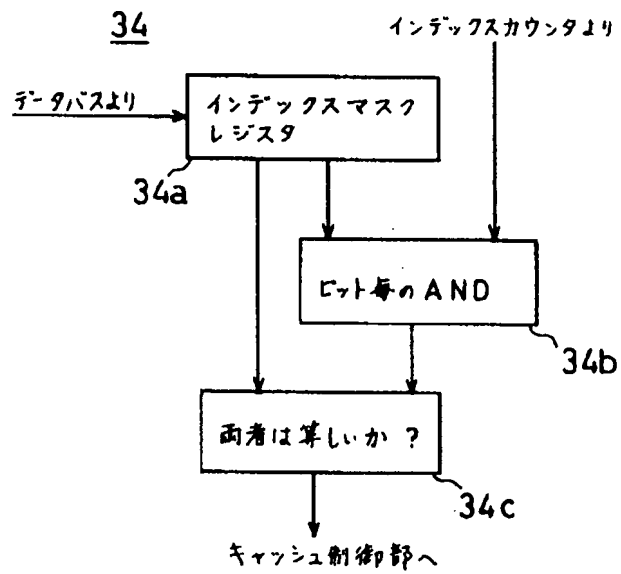 34
インデックスカウンタより
データバスより
インデックスマスク
レジスタ
34a
ビット毎のAND
34b
両者は等しいか?
34c
キャッシュ制御部へ